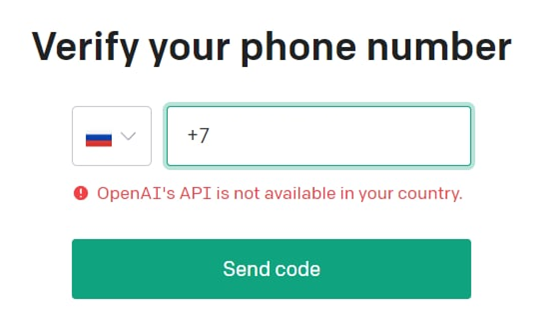 Verify your phone number
+7
OpenAI's API is not available in your country.
Send code